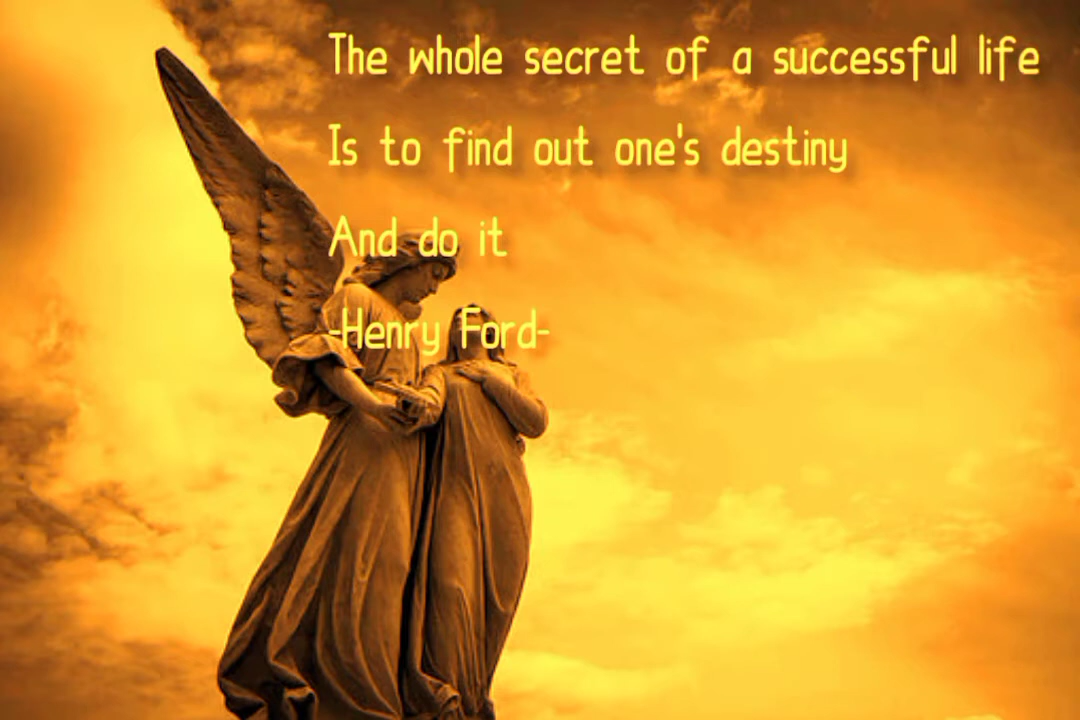 The whole secret of a successful life
Is to find out one's destiny
And do it
-Henry Ford-